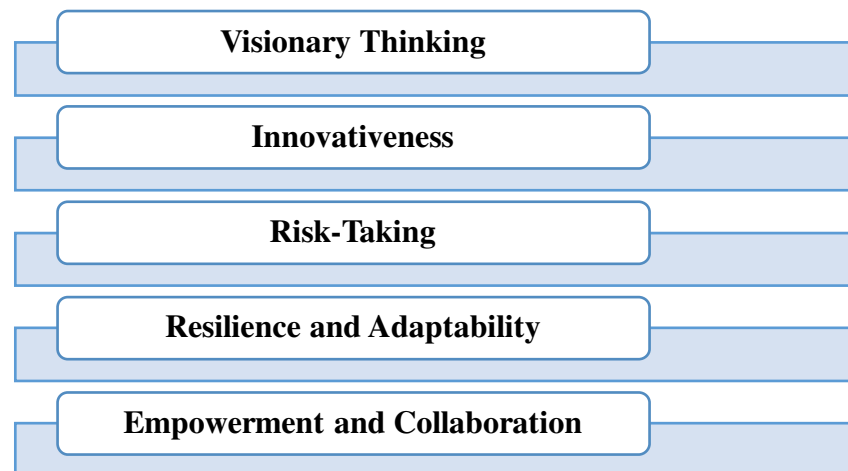 Visionary Thinking
Innovativeness
Risk-Taking
Resilience and Adaptability
Empowerment and Collaboration